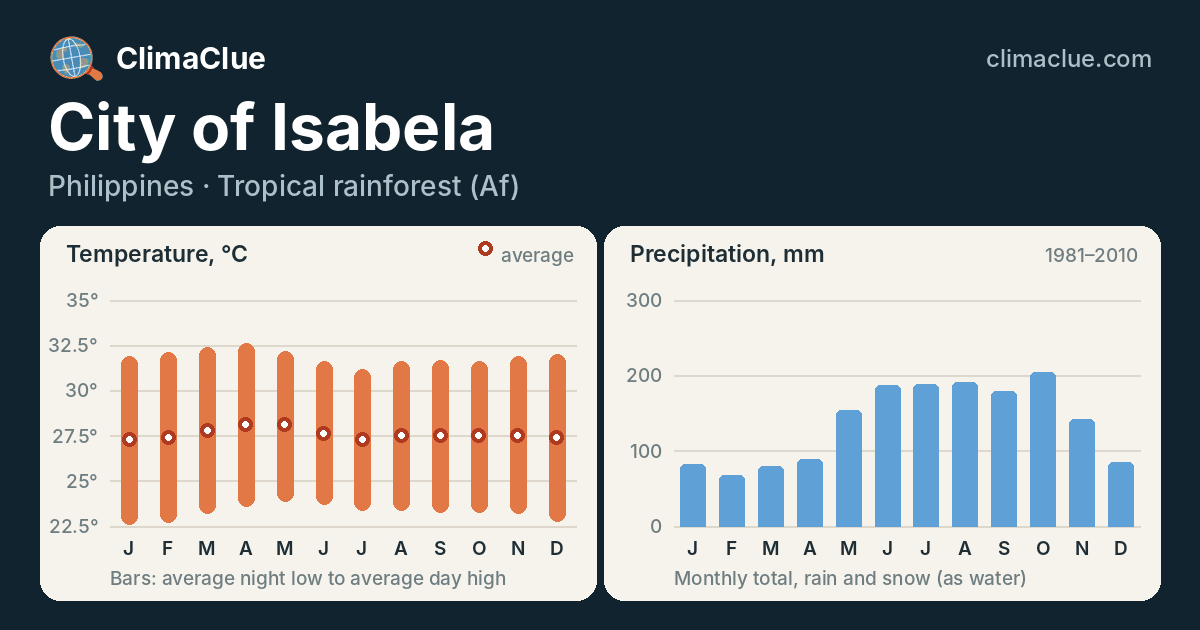 ClimaClue
climaclue.com
City of Isabela
Philippines · Tropical rainforest (Af)
Temperature, °C
average
35°
32.5°
30°
27.5°
25°
22.5°
J F M A M J J A S O N D
Bars: average night low to average day high
Precipitation, mm
1981–2010
300
200
100
0
J F M A M J J A S O N D
Monthly total, rain and snow (as water)